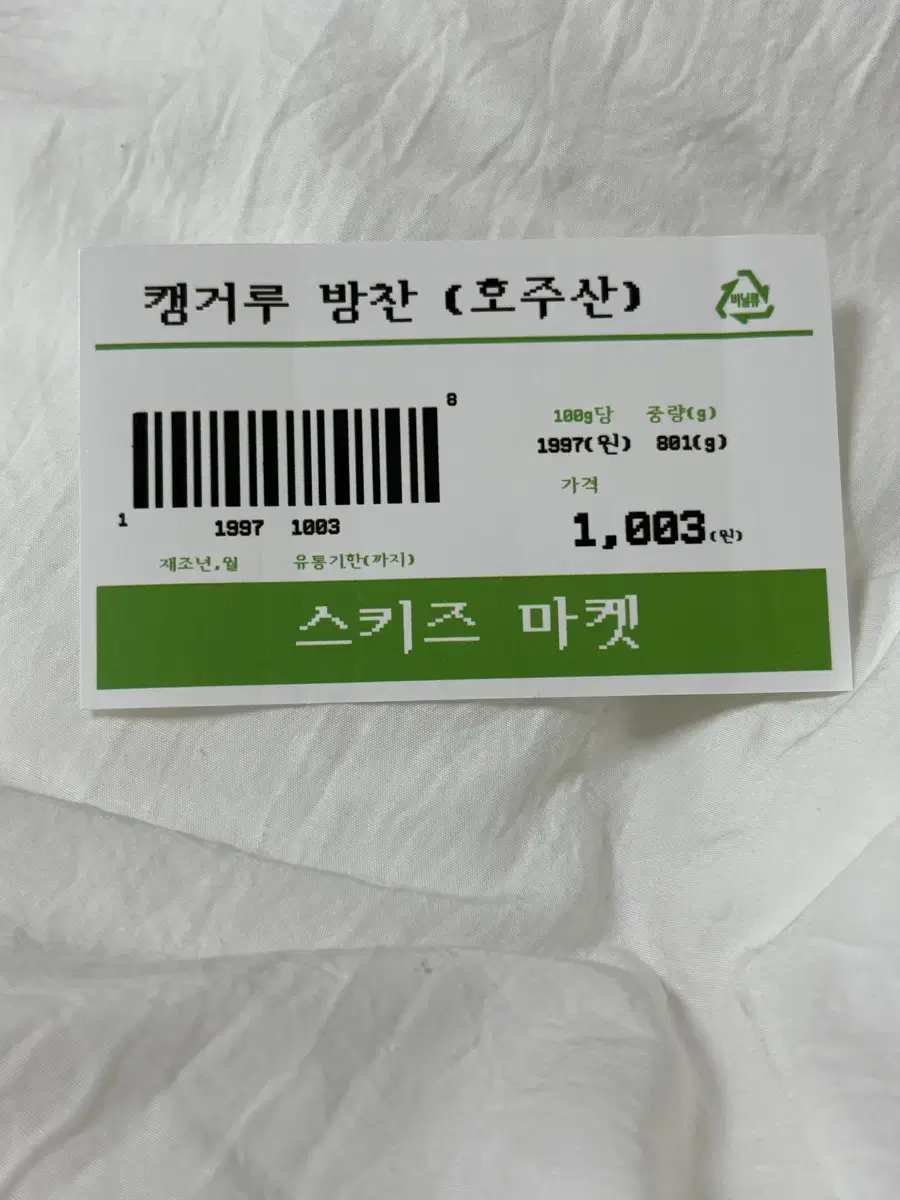 캥거루 방찬 (호주산)
비닐류
8
100g당 중량(g)
1997(원) 801(g)
가격
1,003(원)
1
1997 1003
재조년,월 유통기한(까지)
스키즈 마켓